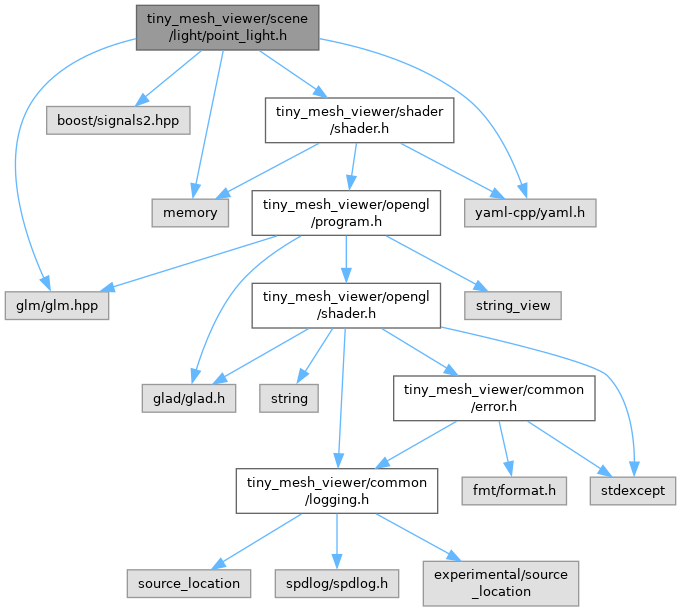 tiny_mesh_viewer/scene
/light/point_light.h
boost/signals2.hpp
tiny_mesh_viewer/shader
/shader.h
memory
tiny_mesh_viewer/opengl
/program.h
yaml-cpp/yaml.h
glm/glm.hpp
tiny_mesh_viewer/opengl
/shader.h
string_view
glad/glad.h
string
tiny_mesh_viewer/common
/error.h
tiny_mesh_viewer/common
/logging.h
fmt/format.h
stdexcept
source_location
spdlog/spdlog.h
experimental/source
_location